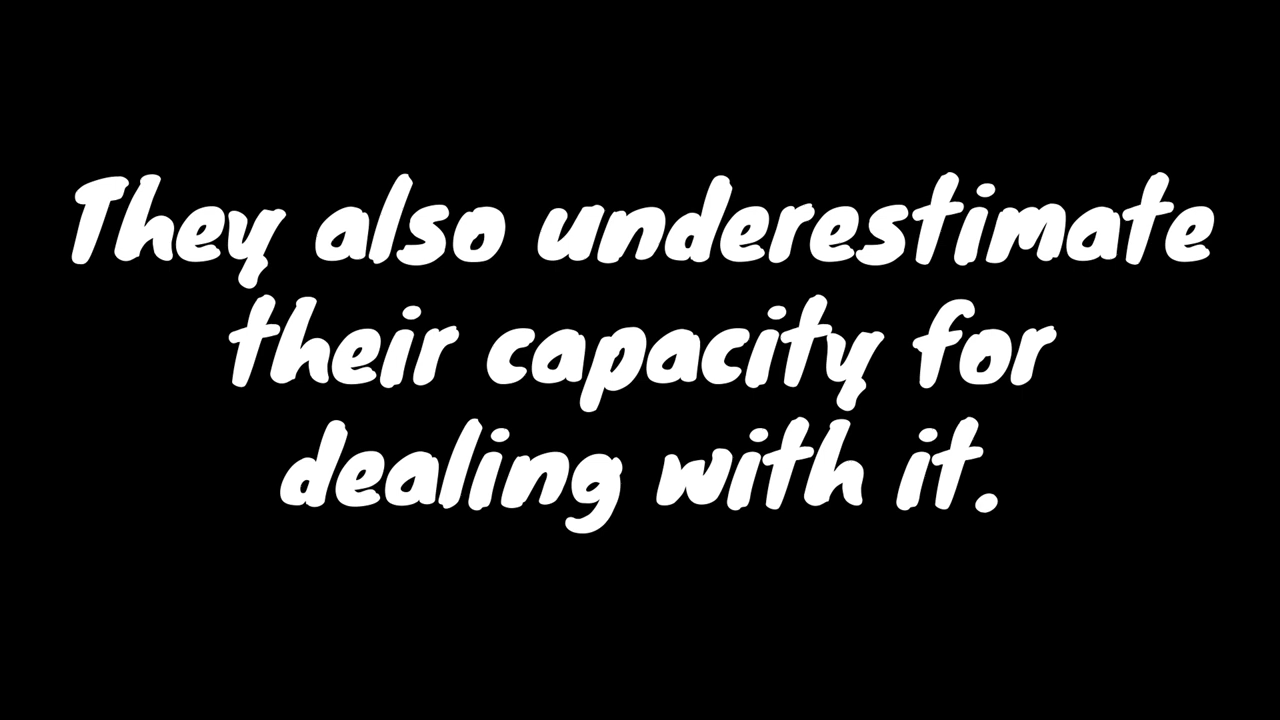 They also underestimate
their capacity for
dealing with it.